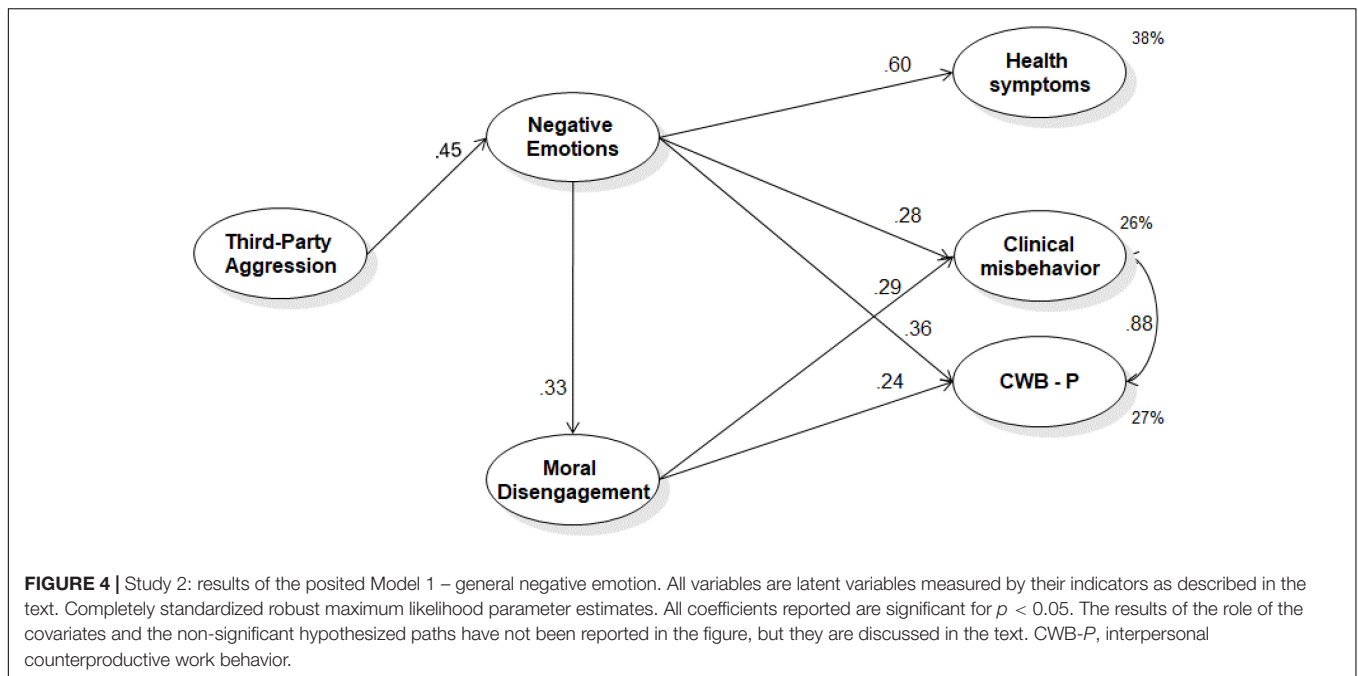 38%
Health
symptoms
.60
Negative
Emotions
.45
.28
26%
Third-Party
Aggression
Clinical
misbehavior
.29
.36
.88
.33
.24
CWB - P
27%
Moral
Disengagement
FIGURE 4 | Study 2: results of the posited Model 1 – general negative emotion. All variables are latent variables measured by their indicators as described in the
text. Completely standardized robust maximum likelihood parameter estimates. All coefficients reported are significant for p < 0.05. The results of the role of the
covariates and the non-significant hypothesized paths have not been reported in the figure, but they are discussed in the text. CWB-P, interpersonal
counterproductive work behavior.